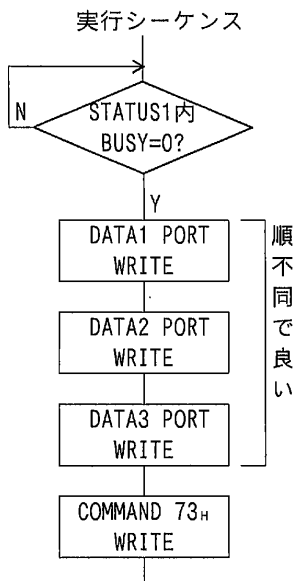 実行シーケンス
N
STATUS1内
BUSY=0?
Y
DATA1 PORT
WRITE
DATA2 PORT
WRITE
DATA3 PORT
WRITE
順不同で良い
COMMAND 73H
WRITE